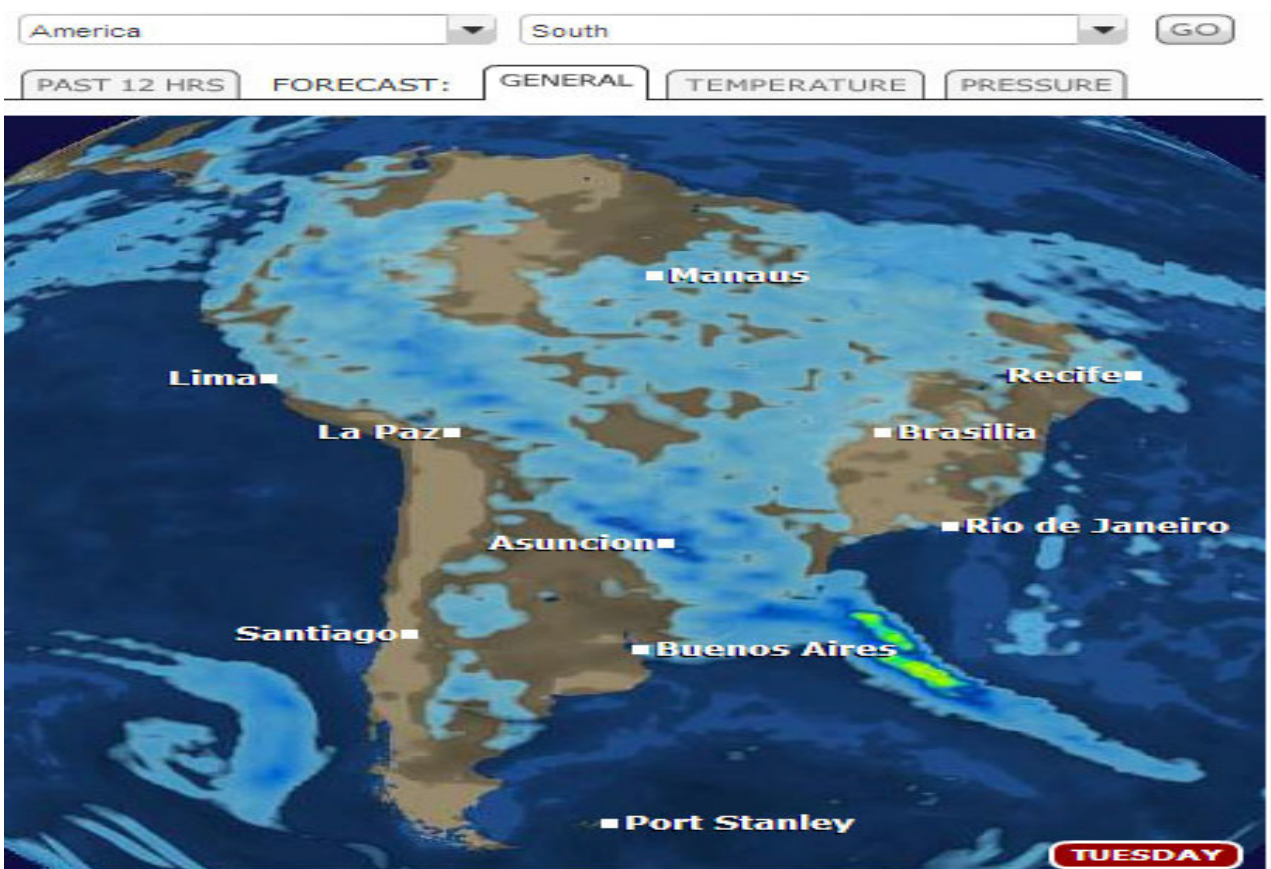 America South GO
PAST 12 HRS FORECAST: GENERAL TEMPERATURE PRESSURE
Manaus
Lima Recife
La Paz Brasilia
Rio de Janeiro
Asuncion
Santiago
Buenos Aires
Port Stanley
TUESDAY